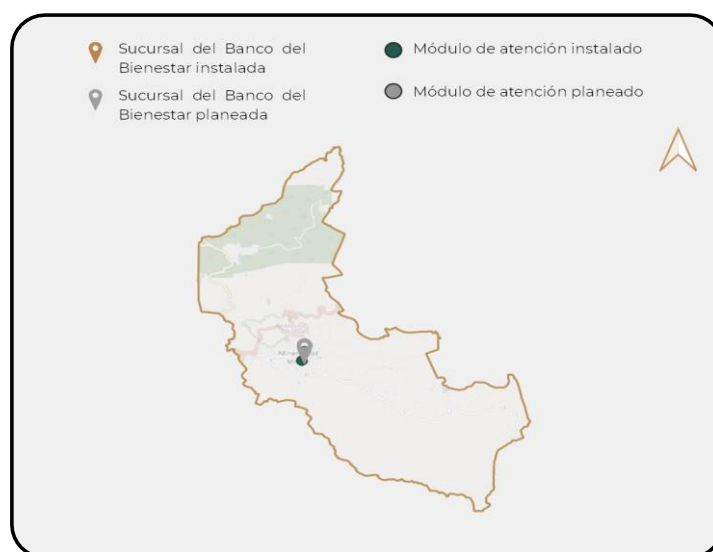 Sucursal del Banco del
Bienestar instalada
Sucursal del Banco del
Bienestar planeada
Módulo de atención instalado
Módulo de atención planeado